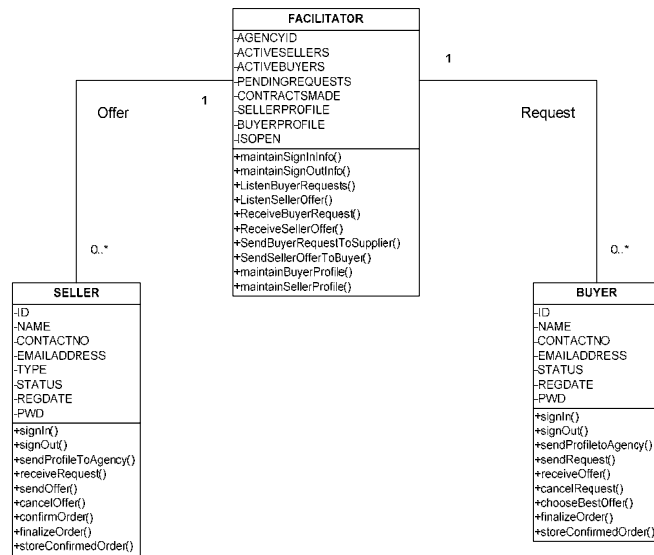 FACILITATOR
-AGENCYID
-ACTIVESELLERS
-ACTIVEBUYERS
-PENDINGREQUESTS
-CONTRACTSMADE
-SELLERPROFILE
-BUYERPROFILE
-ISOPEN
+maintainSignInInfo()
+maintainSignOutInfo()
+ListenBuyerRequests()
+ListenSellerOffer()
+ReceiveBuyerRequest()
+ReceiveSellerOffer()
+SendBuyerRequestToSupplier()
+SendSellerOfferToBuyer()
+maintainBuyerProfile()
+maintainSellerProfile()
1
Offer
0..*
1
Request
0..*
SELLER
-ID
-NAME
-CONTACTNO
-EMAILADDRESS
-TYPE
-STATUS
-REGDATE
-PWD
+signIn()
+signOut()
+sendProfileToAgency()
+receiveRequest()
+sendOffer()
+cancelOffer()
+confirmOrder()
+finalizeOrder()
+storeConfirmedOrder()
BUYER
-ID
-NAME
-CONTACTNO
-EMAILADDRESS
-STATUS
-REGDATE
-PWD
+signIn()
+signOut()
+sendProfiletoAgency()
+sendRequest()
+receiveOffer()
+cancelRequest()
+chooseBestOffer()
+finalizeOrder()
+storeConfirmedOrder()